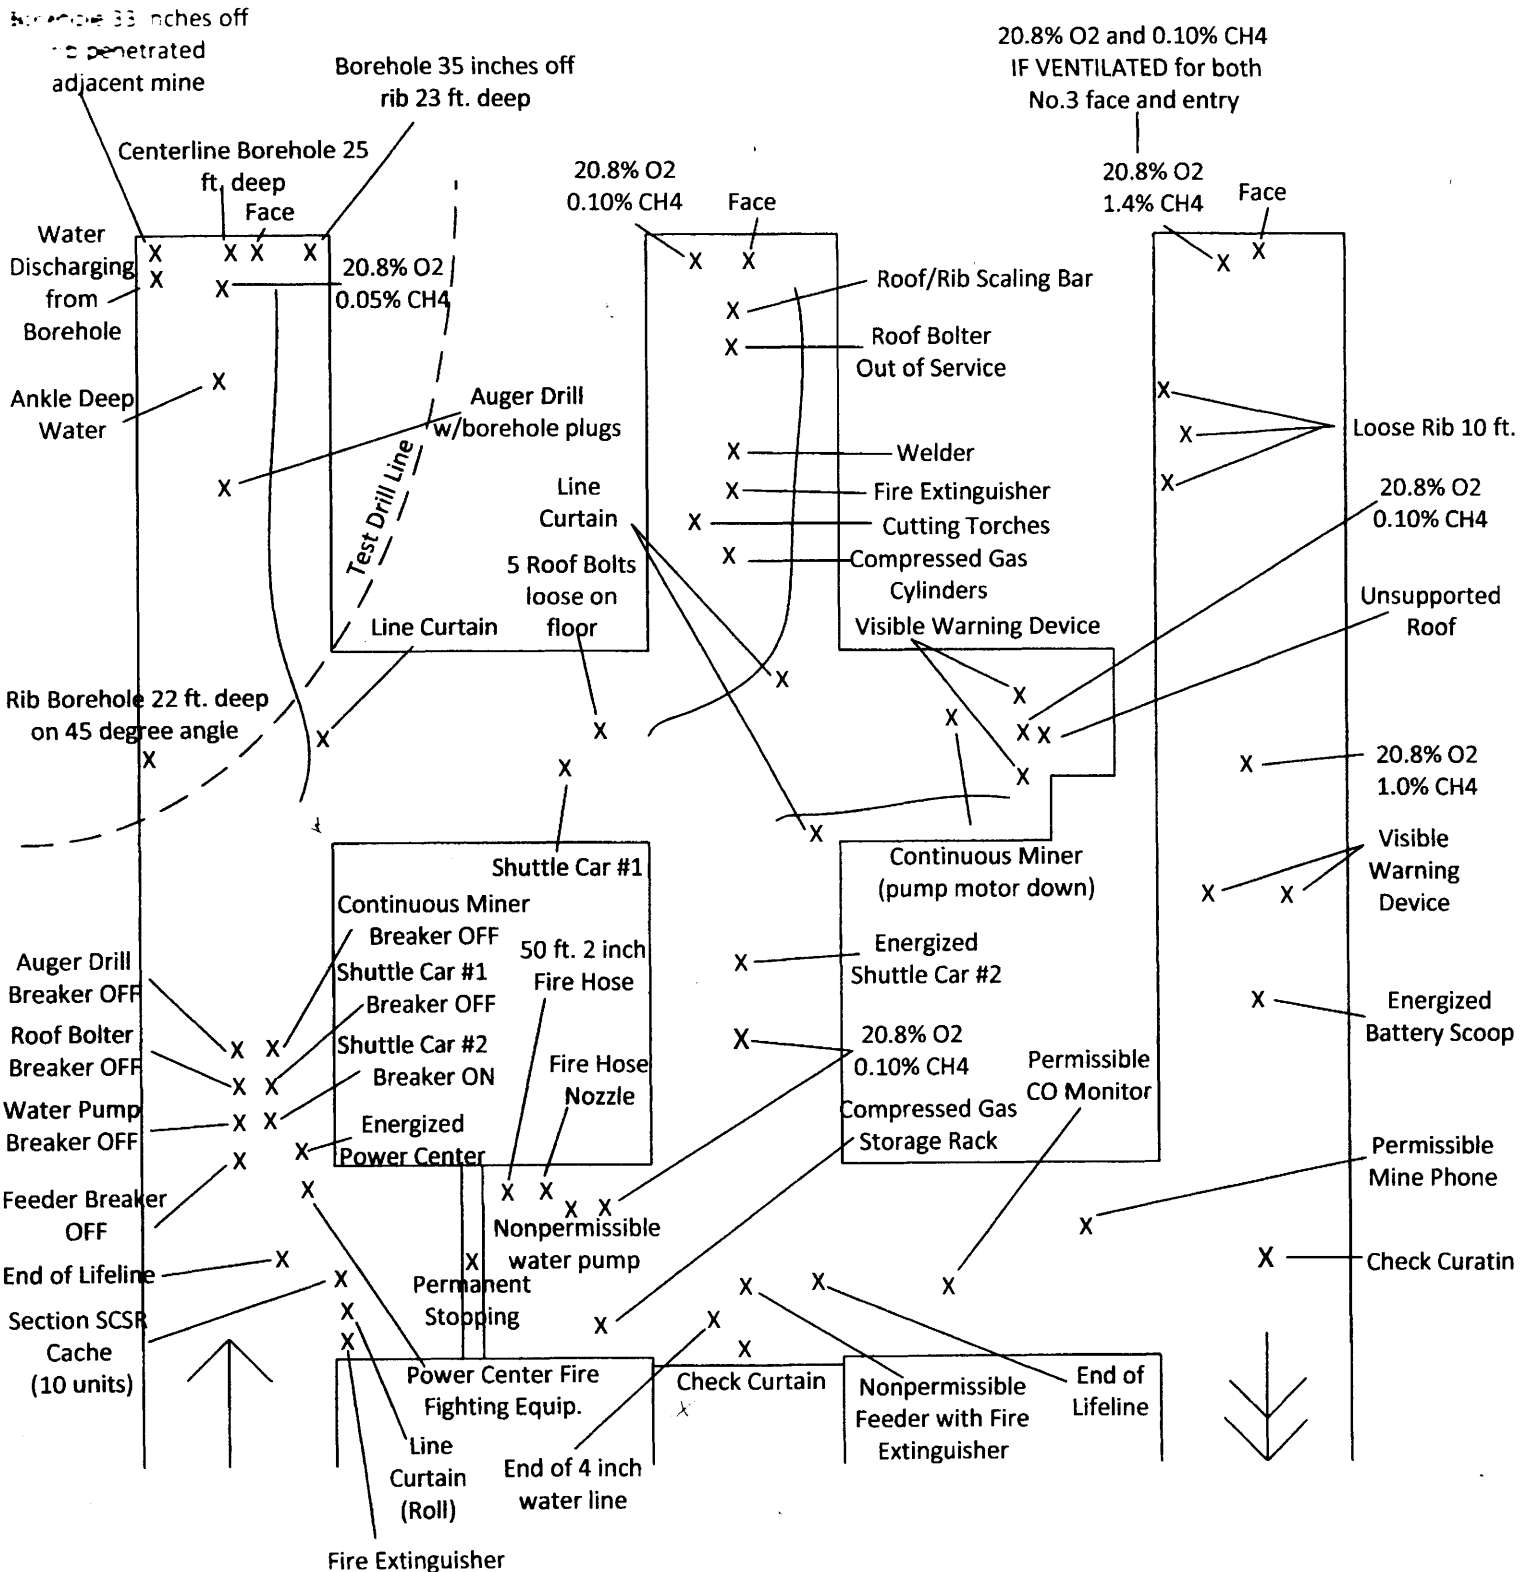 33 inches off
penetrated
adjacent mine
Borehole 35 inches off
rib 23 ft. deep
20.8% O2 and 0.10% CH4
IF VENTILATED for both
No.3 face and entry
Centerline Borehole 25
ft. deep
Face
20.8% O2
0.10% CH4
Face
20.8% O2
1.4% CH4
Face
Water
Discharging
from
Borehole
20.8% O2
0.05% CH4
Roof/Rib Scaling Bar
Roof Bolter
Out of Service
Ankle Deep
Water
Auger Drill
w/borehole plugs
Test Drill Line
Line
Curtain
Welder
Fire Extinguisher
Cutting Torches
Compressed Gas
Cylinders
Loose Rib 10 ft.
20.8% O2
0.10% CH4
5 Roof Bolts
loose on
floor
Line Curtain
Visible Warning Device
Unsupported
Roof
Rib Borehole 22 ft. deep
on 45 degree angle
20.8% O2
1.0% CH4
Shuttle Car #1
Continuous Miner
(pump motor down)
Visible
Warning
Device
Continuous Miner
Breaker OFF
Auger Drill
Breaker OFF
Shuttle Car #1
Breaker OFF
50 ft. 2 inch
Fire Hose
Energized
Shuttle Car #2
Energized
Battery Scoop
Roof Bolter
Breaker OFF
Shuttle Car #2
Breaker ON
Fire Hose
Nozzle
20.8% O2
0.10% CH4
Permissible
CO Monitor
Water Pump
Breaker OFF
Energized
Power Center
Compressed Gas
Storage Rack
Permissible
Mine Phone
Feeder Breaker
OFF
Nonpermissible
water pump
End of Lifeline
Permanent
Stopping
Check Curatin
Section SCSR
Cache
(10 units)
Power Center Fire
Fighting Equip.
Check Curtain
Nonpermissible
Feeder with Fire
Extinguisher
End of
Lifeline
Line
Curtain
(Roll)
End of 4 inch
water line
Fire Extinguisher